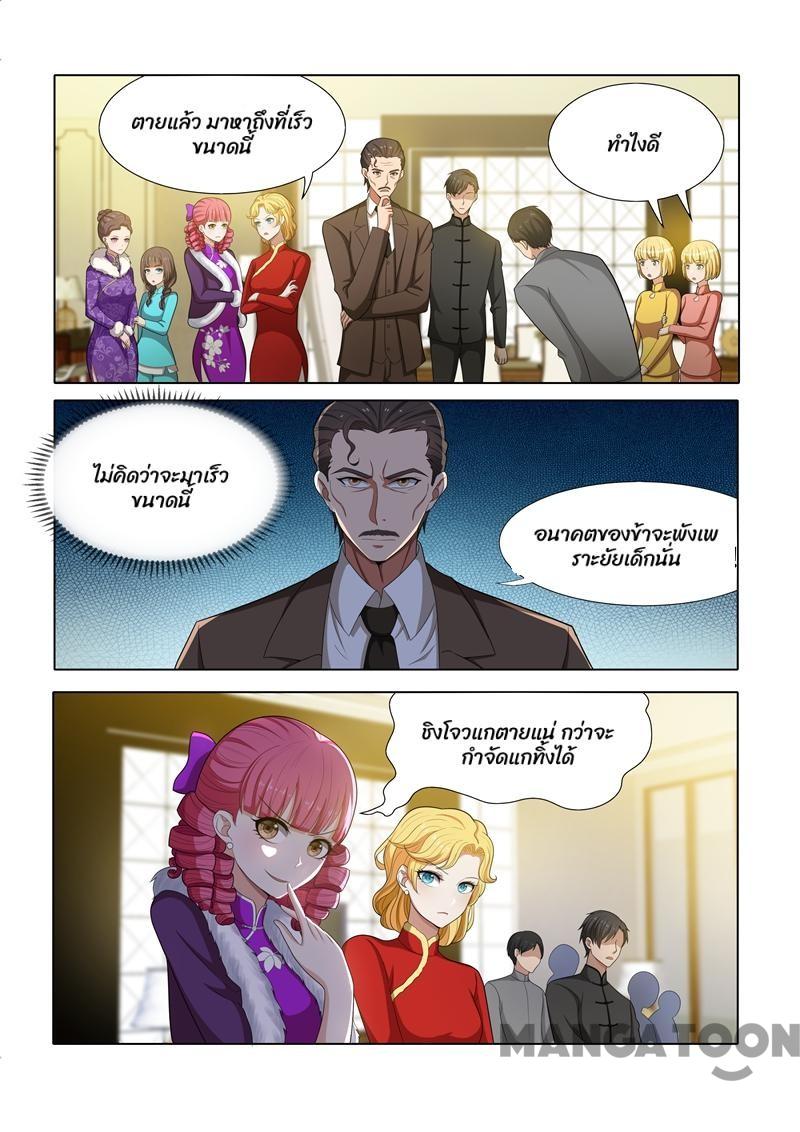 ตายแล้ว มาหาถึงที่เร็ว
ขนาดนี้
ทำไงดี
ไม่คิดว่าจะมาเร็ว
ขนาดนี้
อนาคตของข้าจะพังเพ
ราะยัยเด็กนั่น
ชิงโจวแกตายแน่ กว่าจะ
กำจัดแกทิ้งได้
MANGATOON